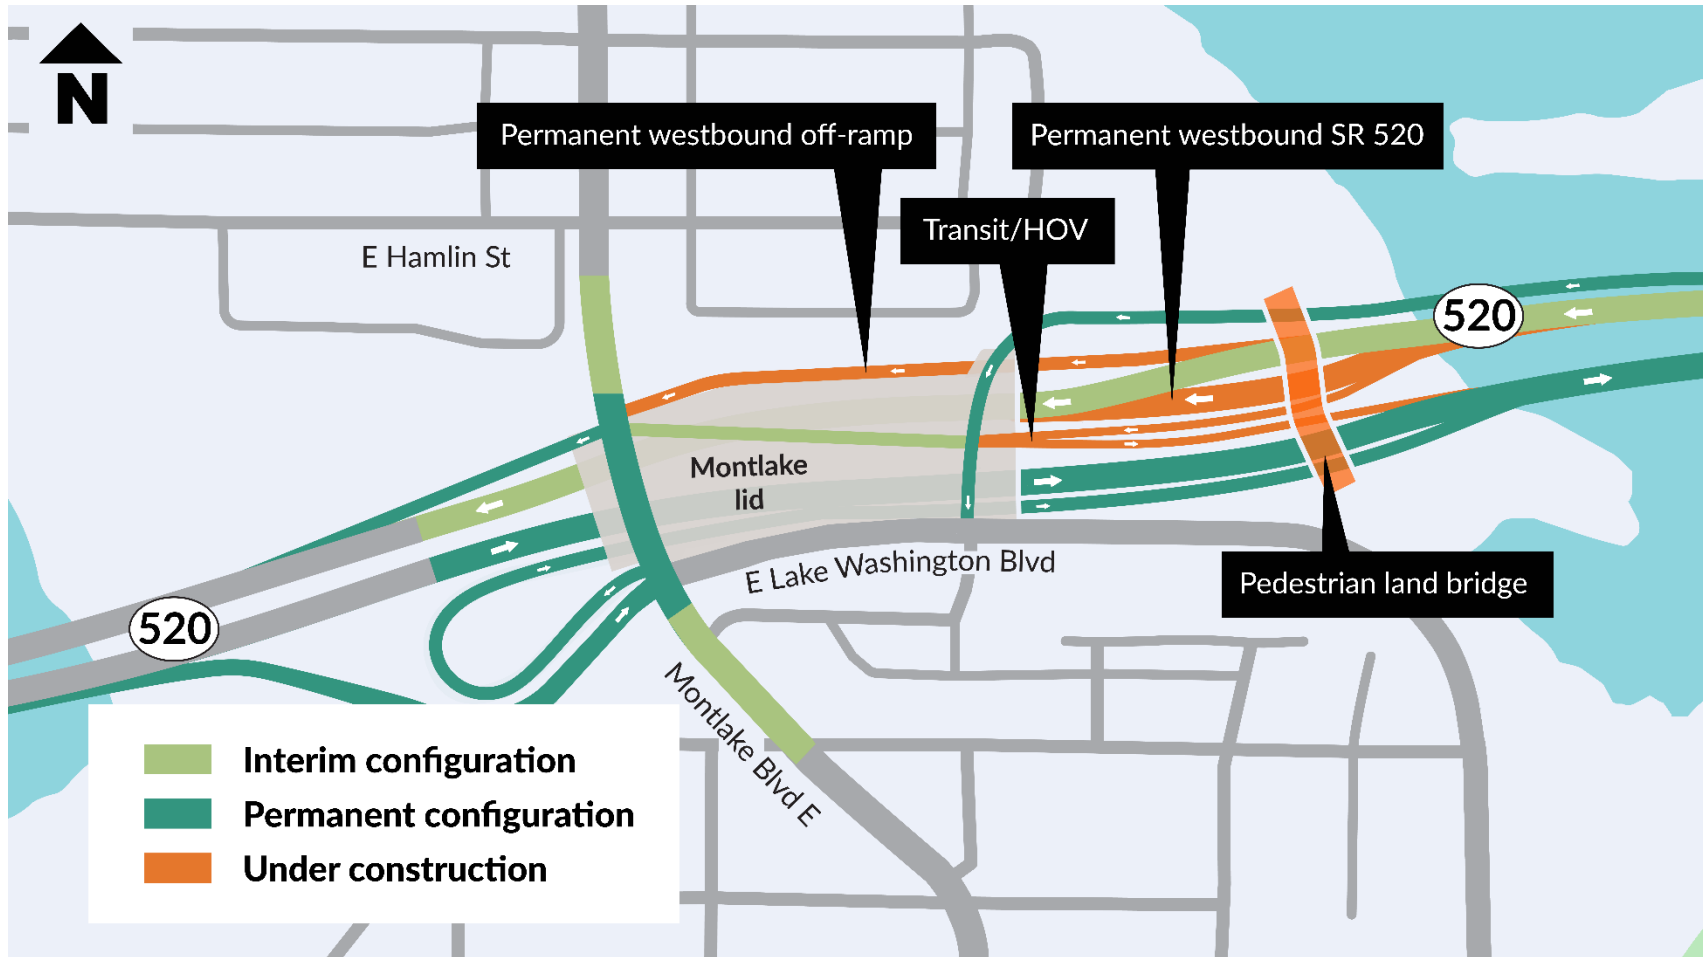 N
Permanent westbound off-ramp
Permanent westbound SR 520
Transit/HOV
E Hamlin St
520
Montlake
lid
E Lake Washington Blvd
Pedestrian land bridge
520
Montlake Blvd E
Interim configuration
Permanent configuration
Under construction